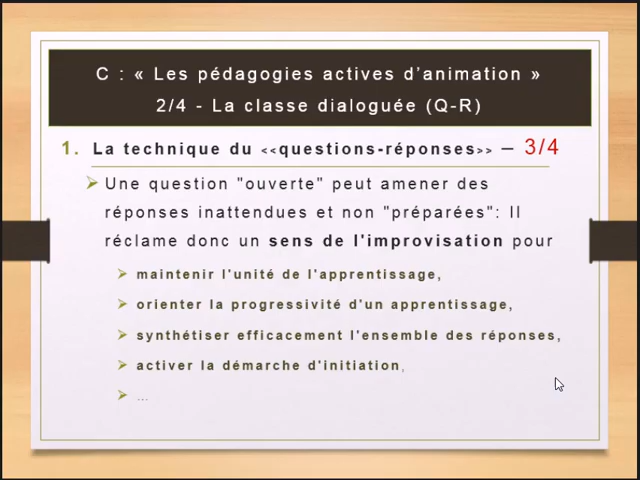 C : « Les pédagogies actives d’animation »
2/4 - La classe dialoguée (Q-R)
1. La technique du <<questions-réponses>> – 3/4
Une question "ouverte" peut amener des
réponses inattendues et non "préparées": Il
réclame donc un sens de l'improvisation pour
maintenir l'unité de l'apprentissage,
orienter la progressivité d'un apprentissage,
synthétiser efficacement l'ensemble des réponses,
activer la démarche d'initiation,
...